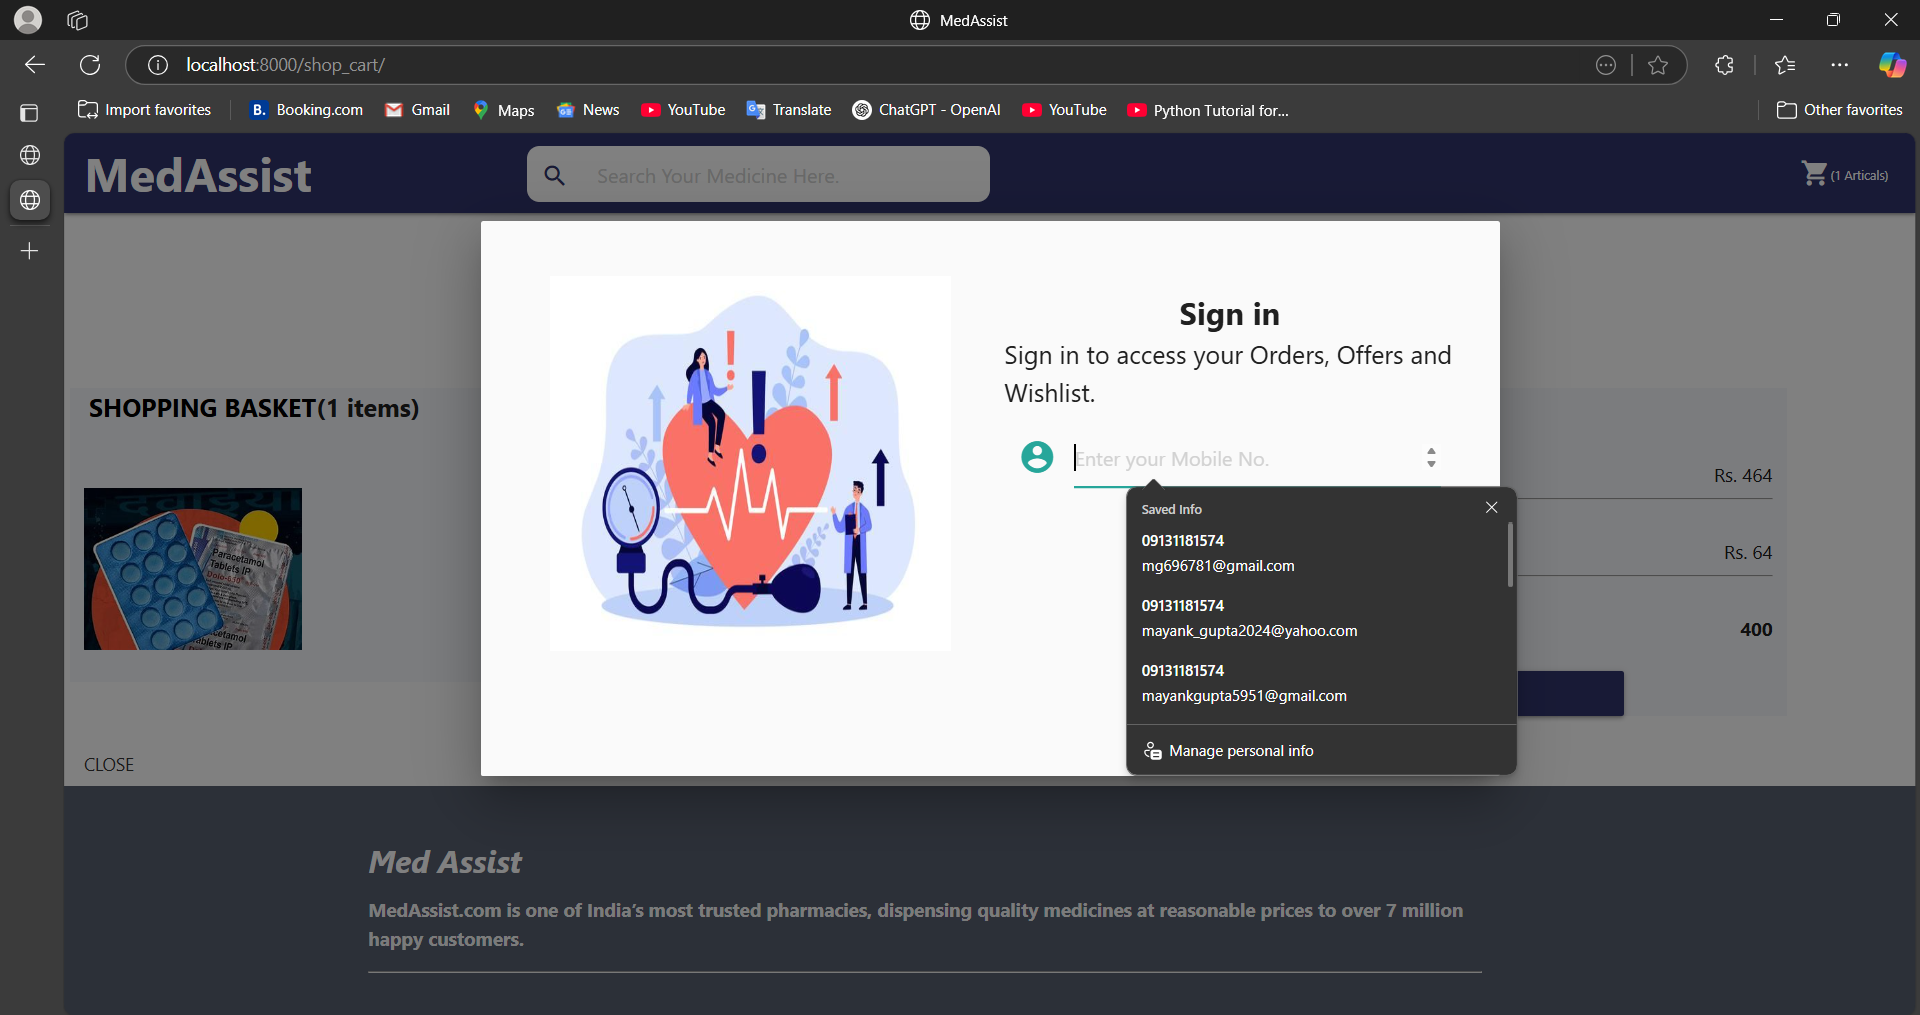 MedAssist
localhost:8000/shop_cart/
Import favorites
Booking.com
Gmail
Maps
News
YouTube
Translate
ChatGPT - OpenAI
YouTube
Python Tutorial for...
Other favorites
MedAssist
Search Your Medicine Here.
(1 Articals)
SHOPPING BASKET(1 items)
दवाइयां
Paracetamol
Tablets IP
Dolo-650
Sign in
Sign in to access your Orders, Offers and
Wishlist.
Enter your Mobile No.
Saved info
09131181574
mg696781@gmail.com
09131181574
mayank_gupta2024@yahoo.com
09131181574
mayankgupta5951@gmail.com
Manage personal info
Rs. 464
Rs. 64
400
CLOSE
Med Assist
MedAssist.com is one of India's most trusted pharmacies, dispensing quality medicines at reasonable prices to over 7 million
happy customers.